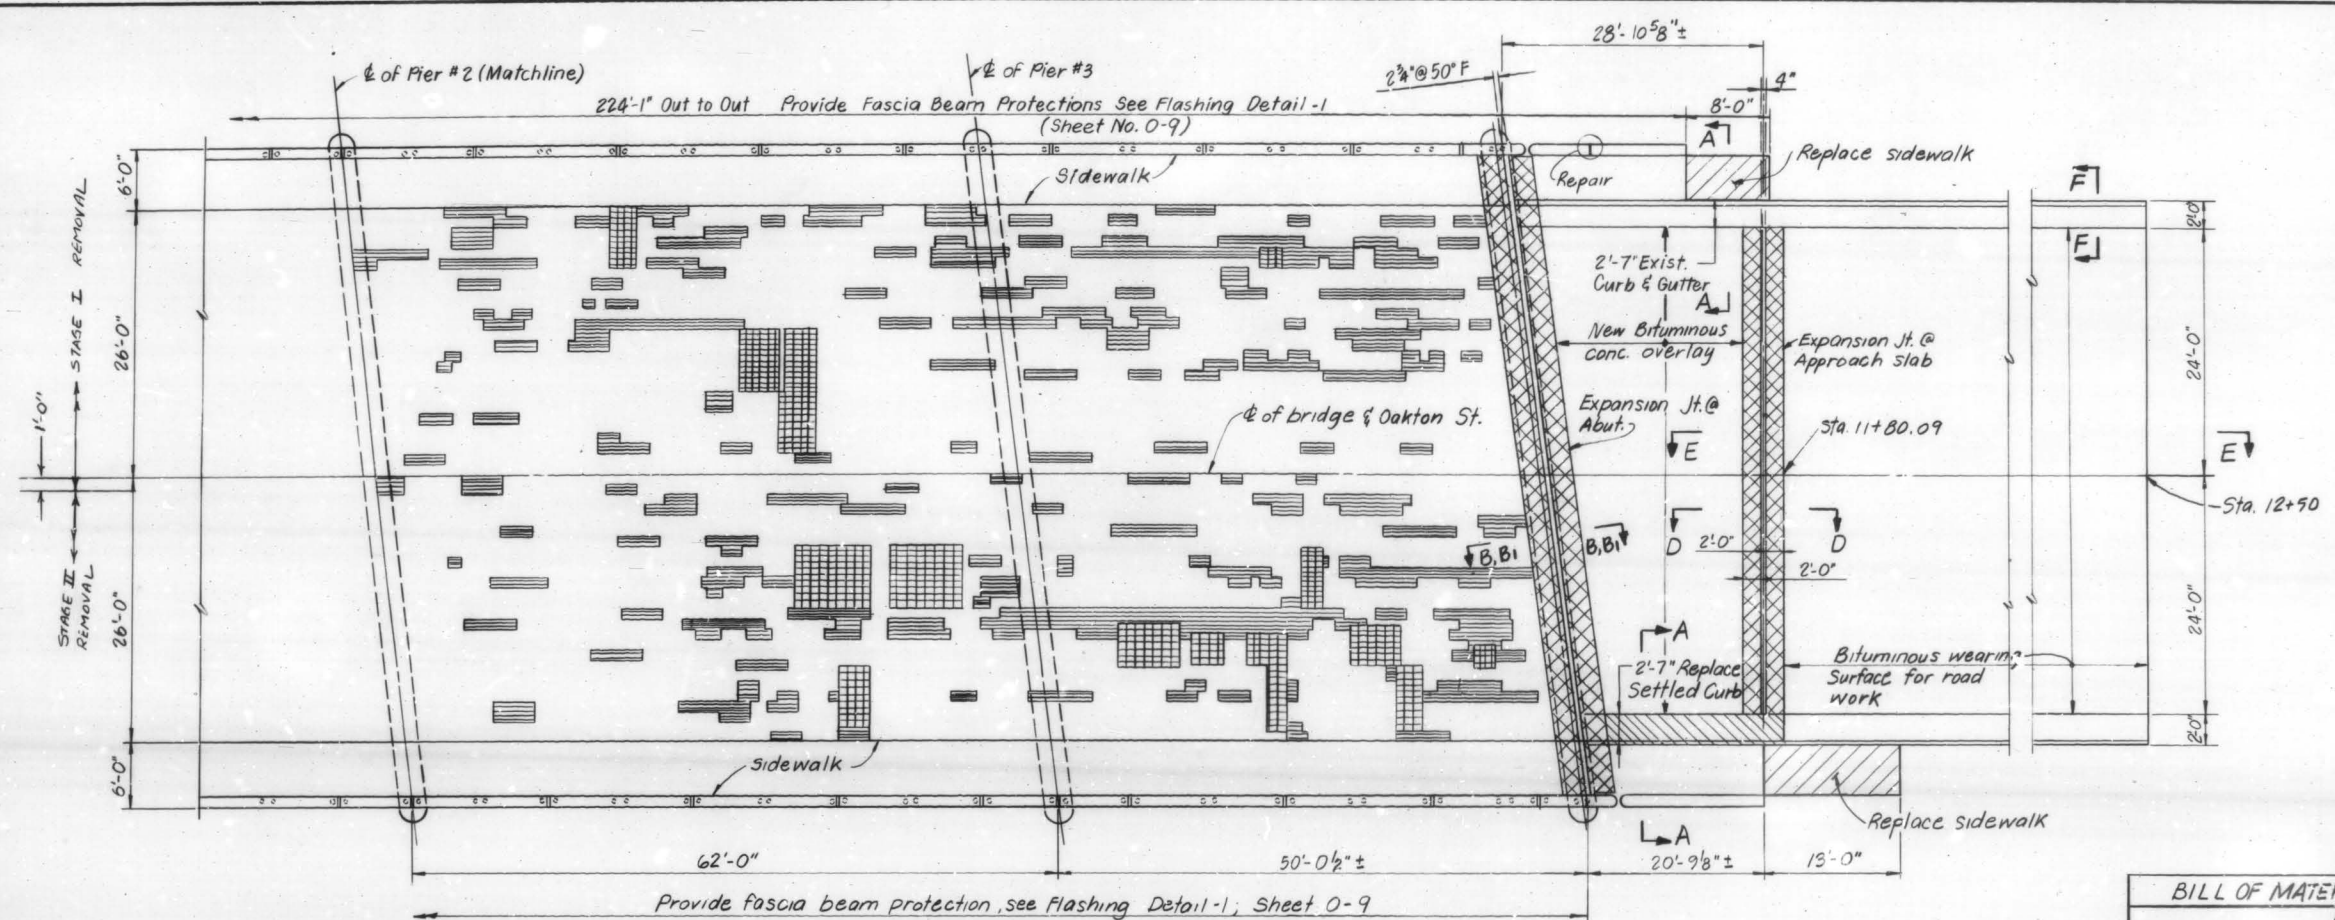 28'-10⅝"±
℄ of Pier #2 (Matchline)
℄ of Pier #3
2¾"@50°F
4"
224'-1" Out to Out Provide Fascia Beam Protections See Flashing Detail-1
(Sheet No. O-9)
8'-0"
A
Replace sidewalk
6'-0"
Sidewalk
I
Repair
F
2'-0"
F
STAGE I REMOVAL
26'-0"
2'-7" Exist.
Curb & Gutter
A
New Bituminous
conc. overlay
Expansion Jt. @
Approach slab
24'-0"
1'-0"
℄ of bridge & Oakton St.
Expansion Jt. @
Abut.
Sta. 11+80.09
E
E
Sta. 12+50
B, B1
B, B1
D
2'-0"
D
2'-0"
STAGE II
REMOVAL
26'-0"
24'-0"
A
2'-7" Replace
Settled Curb
Bituminous wearing
Surface for road
work
2'-0"
6'-0"
Sidewalk
Replace sidewalk
A
62'-0"
50'-0½"±
20'-9⅛"±
13'-0"
Provide fascia beam protection, see Flashing Detail-1, Sheet O-9
BILL OF